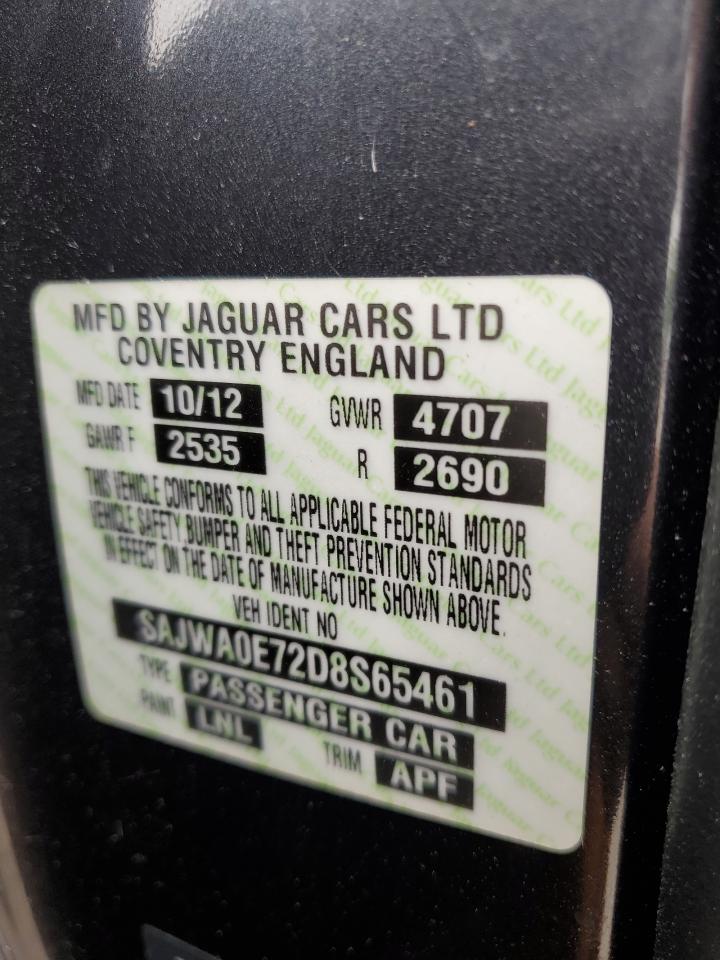 MFD BY JAGUAR CARS LTD
COVENTRY ENGLAND
MFD DATE 10/12 GVWR 4707
GAWR F 2535 R 2690
THIS VEHICLE CONFORMS TO ALL APPLICABLE FEDERAL MOTOR
VEHICLE SAFETY, BUMPER AND THEFT PREVENTION STANDARDS
IN EFFECT ON THE DATE OF MANUFACTURE SHOWN ABOVE.
VEH IDENT NO
SAJWA0E72D8S65461
TYPE PASSENGER CAR
PAINT LNL TRIM APF